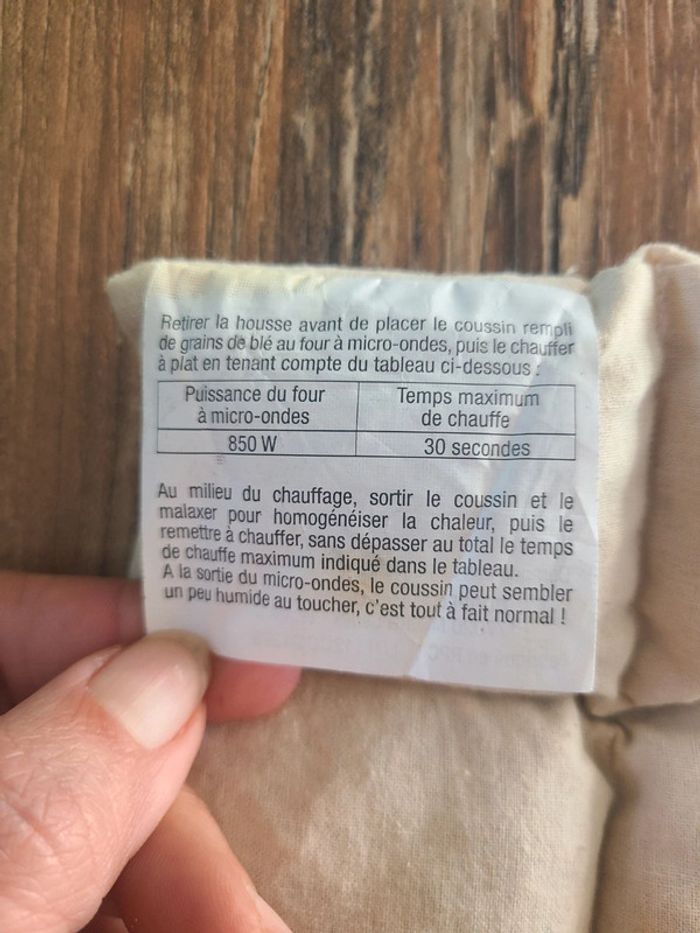 Retirer la housse avant de placer le coussin rempli
de grains de blé au four à micro-ondes, puis le chauffer
à plat en tenant compte du tableau ci-dessous :
Puissance du four
à micro-ondes
Temps maximum
de chauffe
850 W
30 secondes
Au milieu du chauffage, sortir le coussin et le
malaxer pour homogénéiser la chaleur, puis le
remettre à chauffer, sans dépasser au total le temps
de chauffe maximum indiqué dans le tableau.
A la sortie du micro-ondes, le coussin peut sembler
un peu humide au toucher, c'est tout à fait normal !